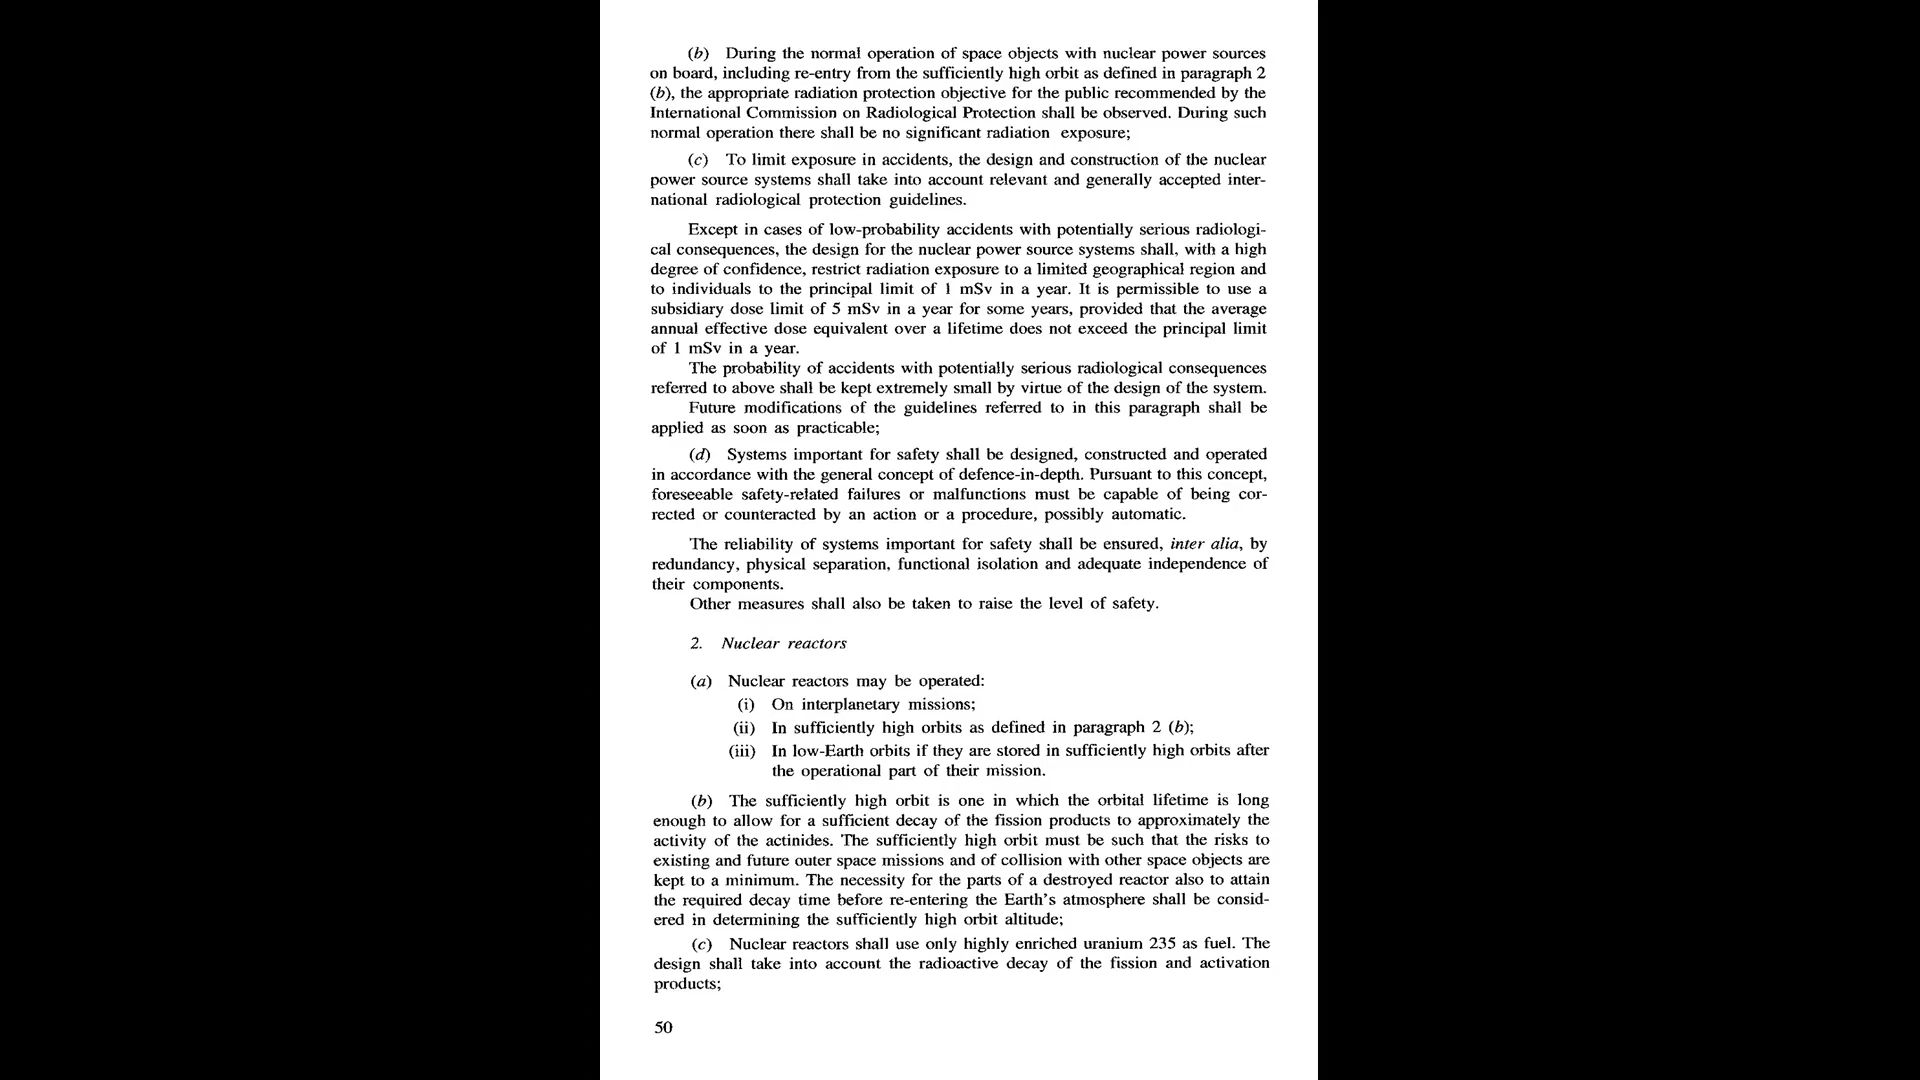 (b) During the normal operation of space objects with nuclear power sources
on board, including re-entry from the sufficiently high orbit as defined in paragraph 2
(b), the appropriate radiation protection objective for the public recommended by the
International Commission on Radiological Protection shall be observed. During such
normal operation there shall be no significant radiation exposure;
(c) To limit exposure in accidents, the design and construction of the nuclear
power source systems shall take into account relevant and generally accepted inter-
national radiological protection guidelines.
Except in cases of low-probability accidents with potentially serious radiologi-
cal consequences, the design for the nuclear power source systems shall, with a high
degree of confidence, restrict radiation exposure to a limited geographical region and
to individuals to the principal limit of 1 mSv in a year. It is permissible to use a
subsidiary dose limit of 5 mSv in a year for some years, provided that the average
annual effective dose equivalent over a lifetime does not exceed the principal limit
of 1 mSv in a year.
The probability of accidents with potentially serious radiological consequences
referred to above shall be kept extremely small by virtue of the design of the system.
Future modifications of the guidelines referred to in this paragraph shall be
applied as soon as practicable;
(d) Systems important for safety shall be designed, constructed and operated
in accordance with the general concept of defence-in-depth. Pursuant to this concept,
foreseeable safety-related failures or malfunctions must be capable of being cor-
rected or counteracted by an action or a procedure, possibly automatic.
The reliability of systems important for safety shall be ensured, inter alia, by
redundancy, physical separation, functional isolation and adequate independence of
their components.
Other measures shall also be taken to raise the level of safety.
2. Nuclear reactors
(a) Nuclear reactors may be operated:
(i) On interplanetary missions;
(ii) In sufficiently high orbits as defined in paragraph 2 (b);
(iii) In low-Earth orbits if they are stored in sufficiently high orbits after
the operational part of their mission.
(b) The sufficiently high orbit is one in which the orbital lifetime is long
enough to allow for a sufficient decay of the fission products to approximately the
activity of the actinides. The sufficiently high orbit must be such that the risks to
existing and future outer space missions and of collision with other space objects are
kept to a minimum. The necessity for the parts of a destroyed reactor also to attain
the required decay time before re-entering the Earth's atmosphere shall be consid-
ered in determining the sufficiently high orbit altitude;
(c) Nuclear reactors shall use only highly enriched uranium 235 as fuel. The
design shall take into account the radioactive decay of the fission and activation
products;
50